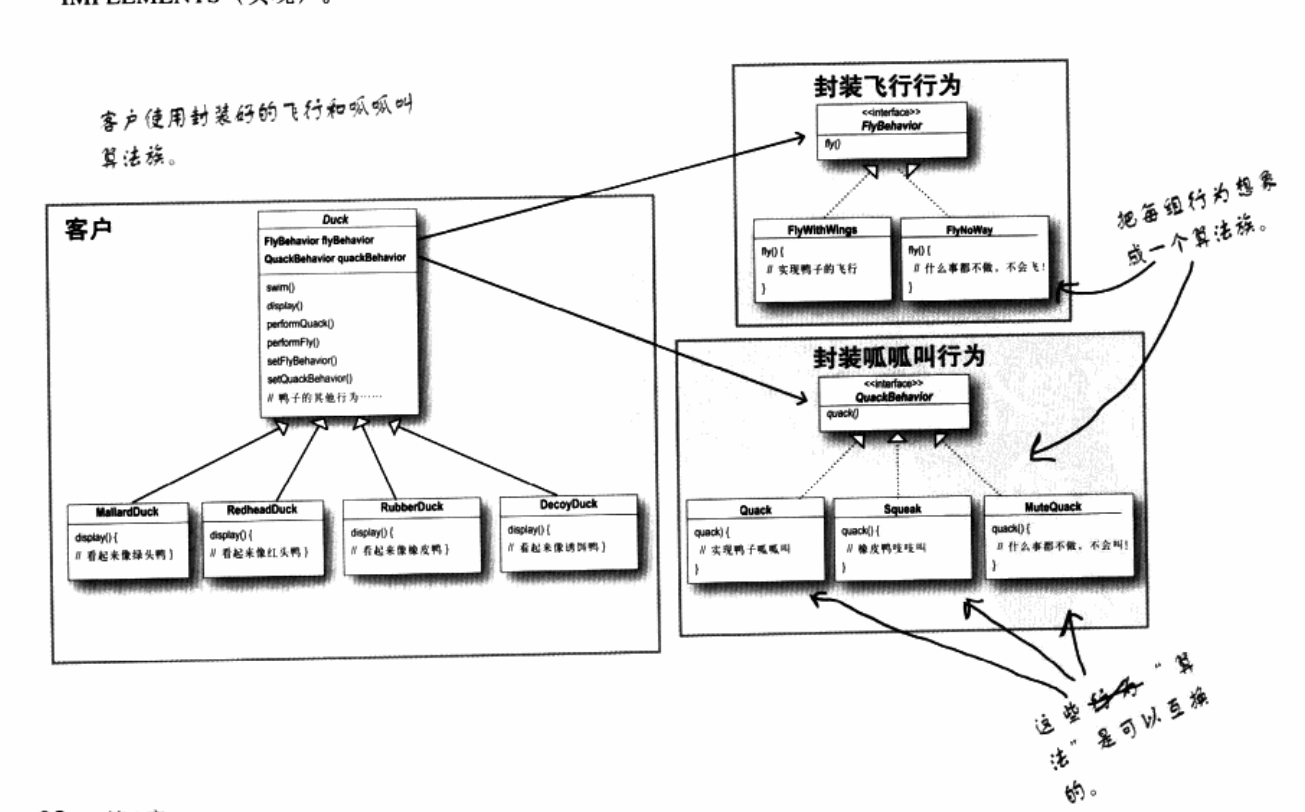 客户使用封装好的飞行和呱呱叫
算法族。
客户
Duck
FlyBehavior flyBehavior
QuackBehavior quackBehavior
swim()
display()
performQuack()
performFly()
setFlyBehavior()
setQuackBehavior()
// 鸭子的其他行为……
MallardDuck
display() {
// 看起来像绿头鸭 }
RedheadDuck
display() {
// 看起来像红头鸭 }
RubberDuck
display() {
// 看起来像橡皮鸭 }
DecoyDuck
display() {
// 看起来像诱饵鸭 }
封装飞行行为
<<interface>>
FlyBehavior
fly()
FlyWithWings
fly() {
// 实现鸭子的飞行
}
FlyNoWay
fly() {
// 什么事都不做，不会飞！
}
把每组行为想象
成一个算法族。
封装呱呱叫行为
<<interface>>
QuackBehavior
quack()
Quack
quack) {
// 实现鸭子呱呱叫
}
Squeak
quack() {
// 橡皮鸭吱吱叫
}
MuteQuack
quack() {
// 什么事都不做，不会叫！
}
这些行为“算
法”是可以互换
的。